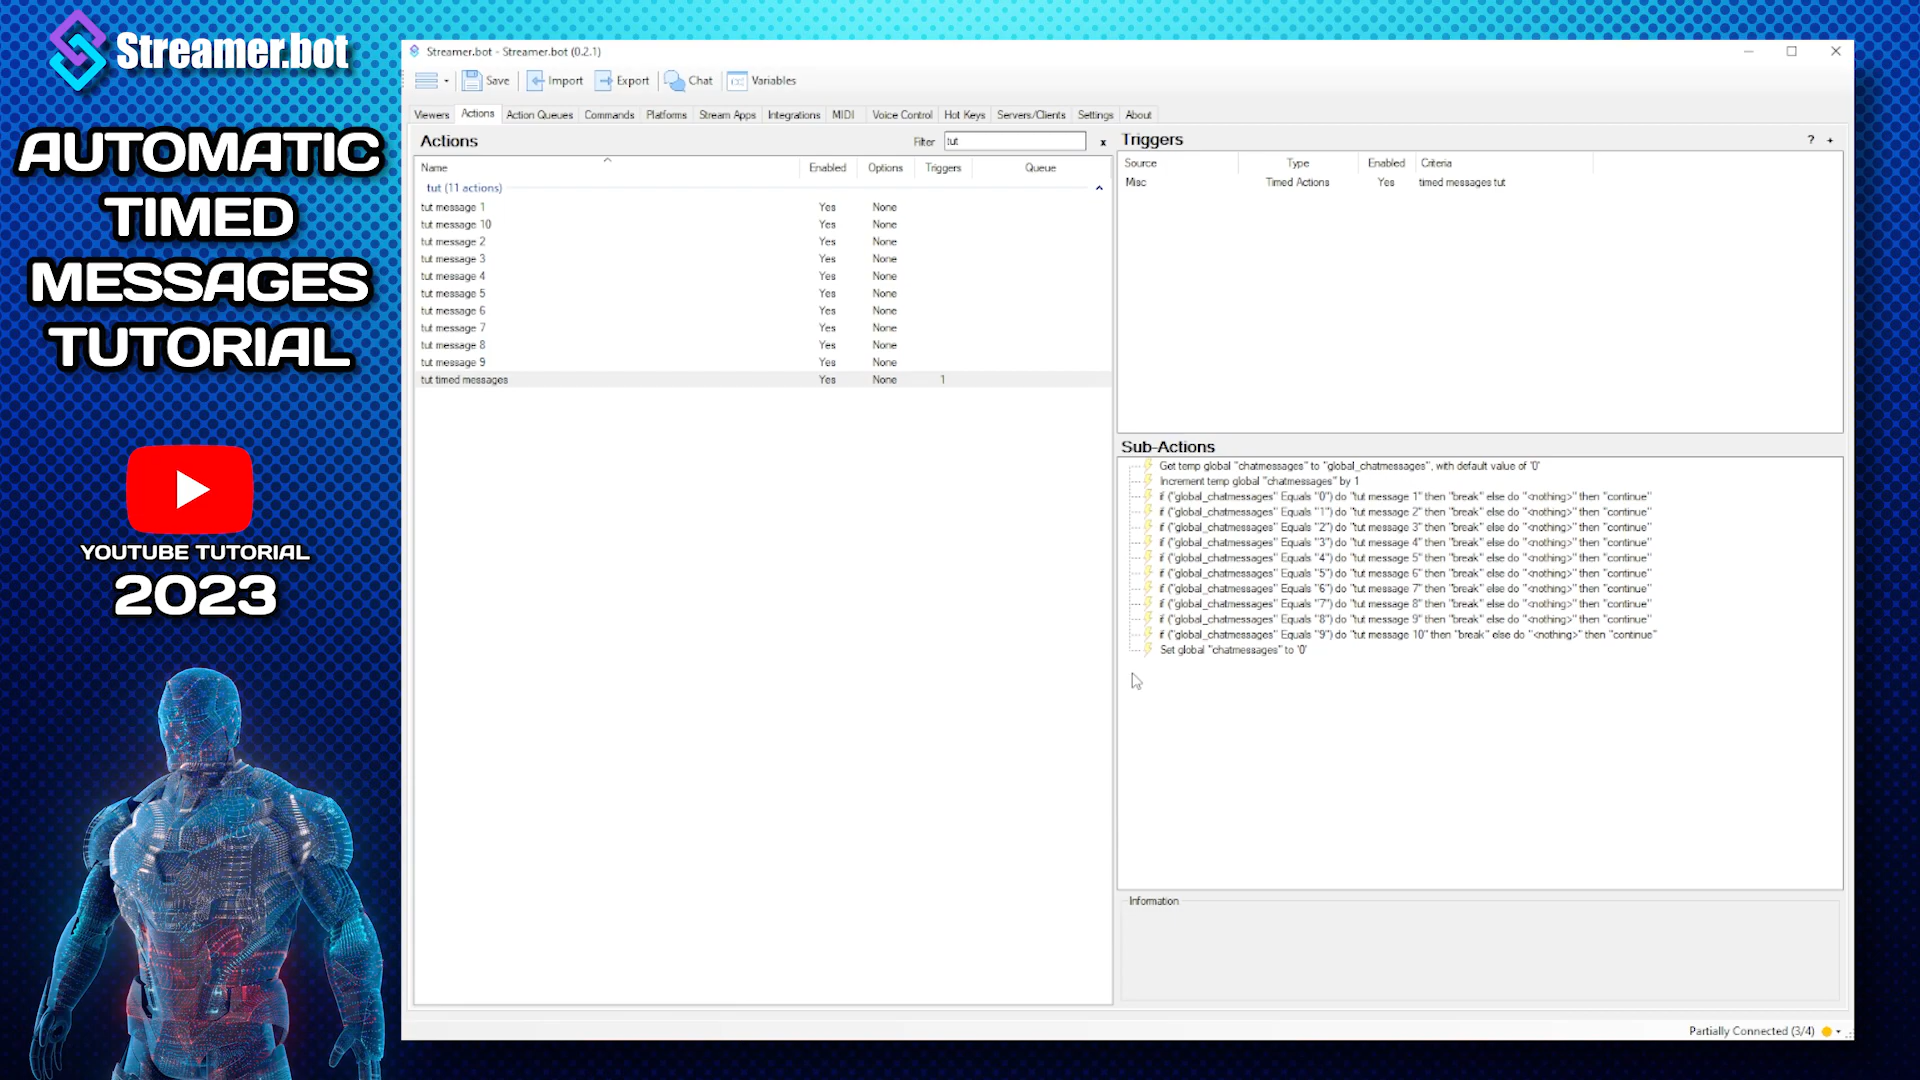 Streamer.bot
AUTOMATIC
TIMED
MESSAGES
TUTORIAL
YOUTUBE TUTORIAL
2023
Streamer.bot - Streamer.bot (0.2.1)
Save Import Export Chat Variables
Viewers Actions Action Queues Commands Platforms Stream Apps Integrations MIDI Voice Control Hot Keys Servers/Clients Settings About
Actions Filter tut x
Name Enabled Options Triggers Queue
tut (11 actions)
tut message 1 Yes None
tut message 10 Yes None
tut message 2 Yes None
tut message 3 Yes None
tut message 4 Yes None
tut message 5 Yes None
tut message 6 Yes None
tut message 7 Yes None
tut message 8 Yes None
tut message 9 Yes None
tut timed messages Yes None 1
Triggers ? +
Source Type Enabled Criteria
Misc Timed Actions Yes timed messages tut
Sub-Actions
Get temp global "chatmessages" to "global_chatmessages", with default value of '0'
Increment temp global "chatmessages" by 1
if ("global_chatmessages" Equals "0") do "tut message 1" then "break" else do "<nothing>" then "continue"
if ("global_chatmessages" Equals "1") do "tut message 2" then "break" else do "<nothing>" then "continue"
if ("global_chatmessages" Equals "2") do "tut message 3" then "break" else do "<nothing>" then "continue"
if ("global_chatmessages" Equals "3") do "tut message 4" then "break" else do "<nothing>" then "continue"
if ("global_chatmessages" Equals "4") do "tut message 5" then "break" else do "<nothing>" then "continue"
if ("global_chatmessages" Equals "5") do "tut message 6" then "break" else do "<nothing>" then "continue"
if ("global_chatmessages" Equals "6") do "tut message 7" then "break" else do "<nothing>" then "continue"
if ("global_chatmessages" Equals "7") do "tut message 8" then "break" else do "<nothing>" then "continue"
if ("global_chatmessages" Equals "8") do "tut message 9" then "break" else do "<nothing>" then "continue"
if ("global_chatmessages" Equals "9") do "tut message 10" then "break" else do "<nothing>" then "continue"
Set global "chatmessages" to '0'
Information
Partially Connected (3/4)